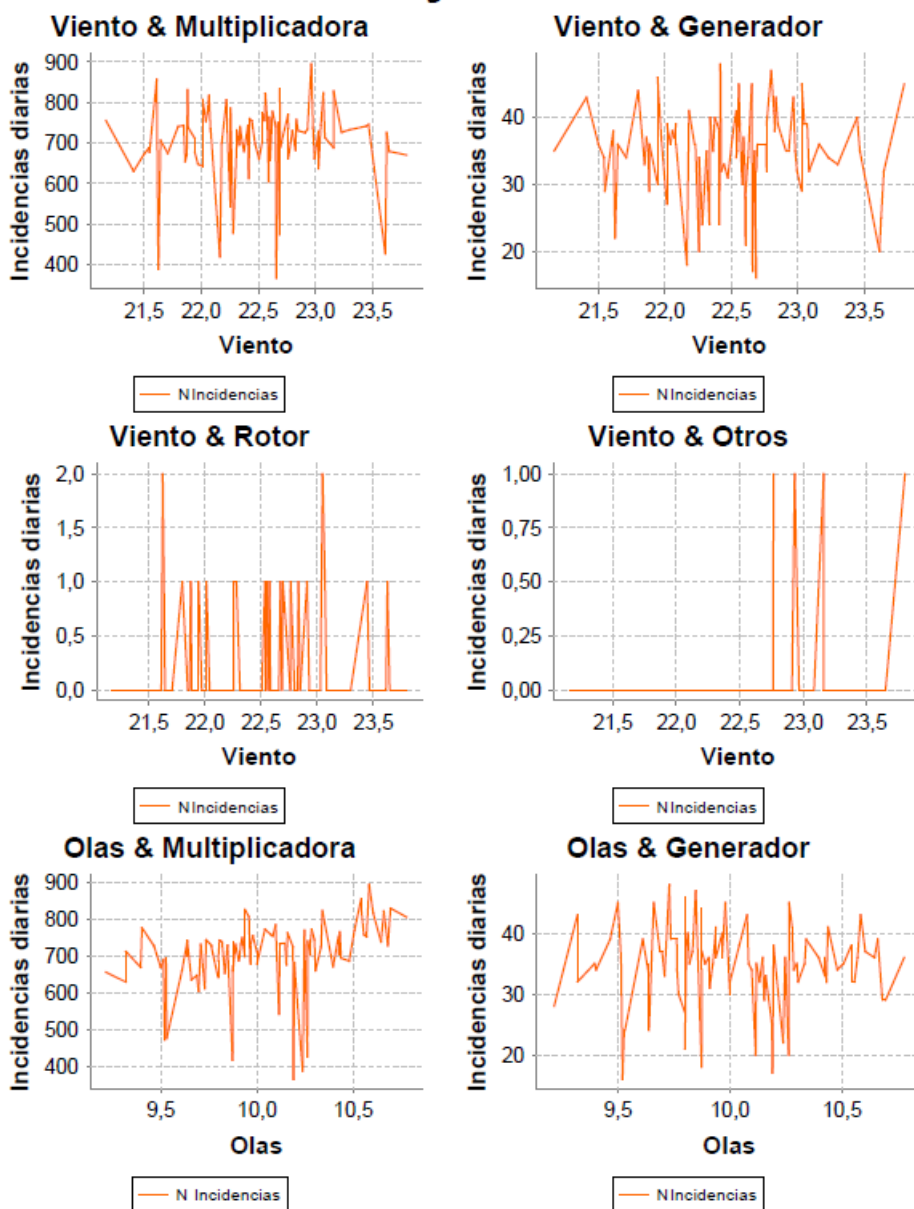 Viento & Multiplicadora
Incidencias diarias
900
800
700
600
500
400
21,5 22,0 22,5 23,0 23,5
Viento
NIncidencias
Viento & Generador
Incidencias diarias
40
30
20
21,5 22,0 22,5 23,0 23,5
Viento
NIncidencias
Viento & Rotor
Incidencias diarias
2,0
1,5
1,0
0,5
0,0
21,5 22,0 22,5 23,0 23,5
Viento
NIncidencias
Viento & Otros
Incidencias diarias
1,00
0,75
0,50
0,25
0,00
21,5 22,0 22,5 23,0 23,5
Viento
NIncidencias
Olas & Multiplicadora
Incidencias diarias
900
800
700
600
500
400
9,5 10,0 10,5
Olas
N Incidencias
Olas & Generador
Incidencias diarias
40
30
20
9,5 10,0 10,5
Olas
NIncidencias